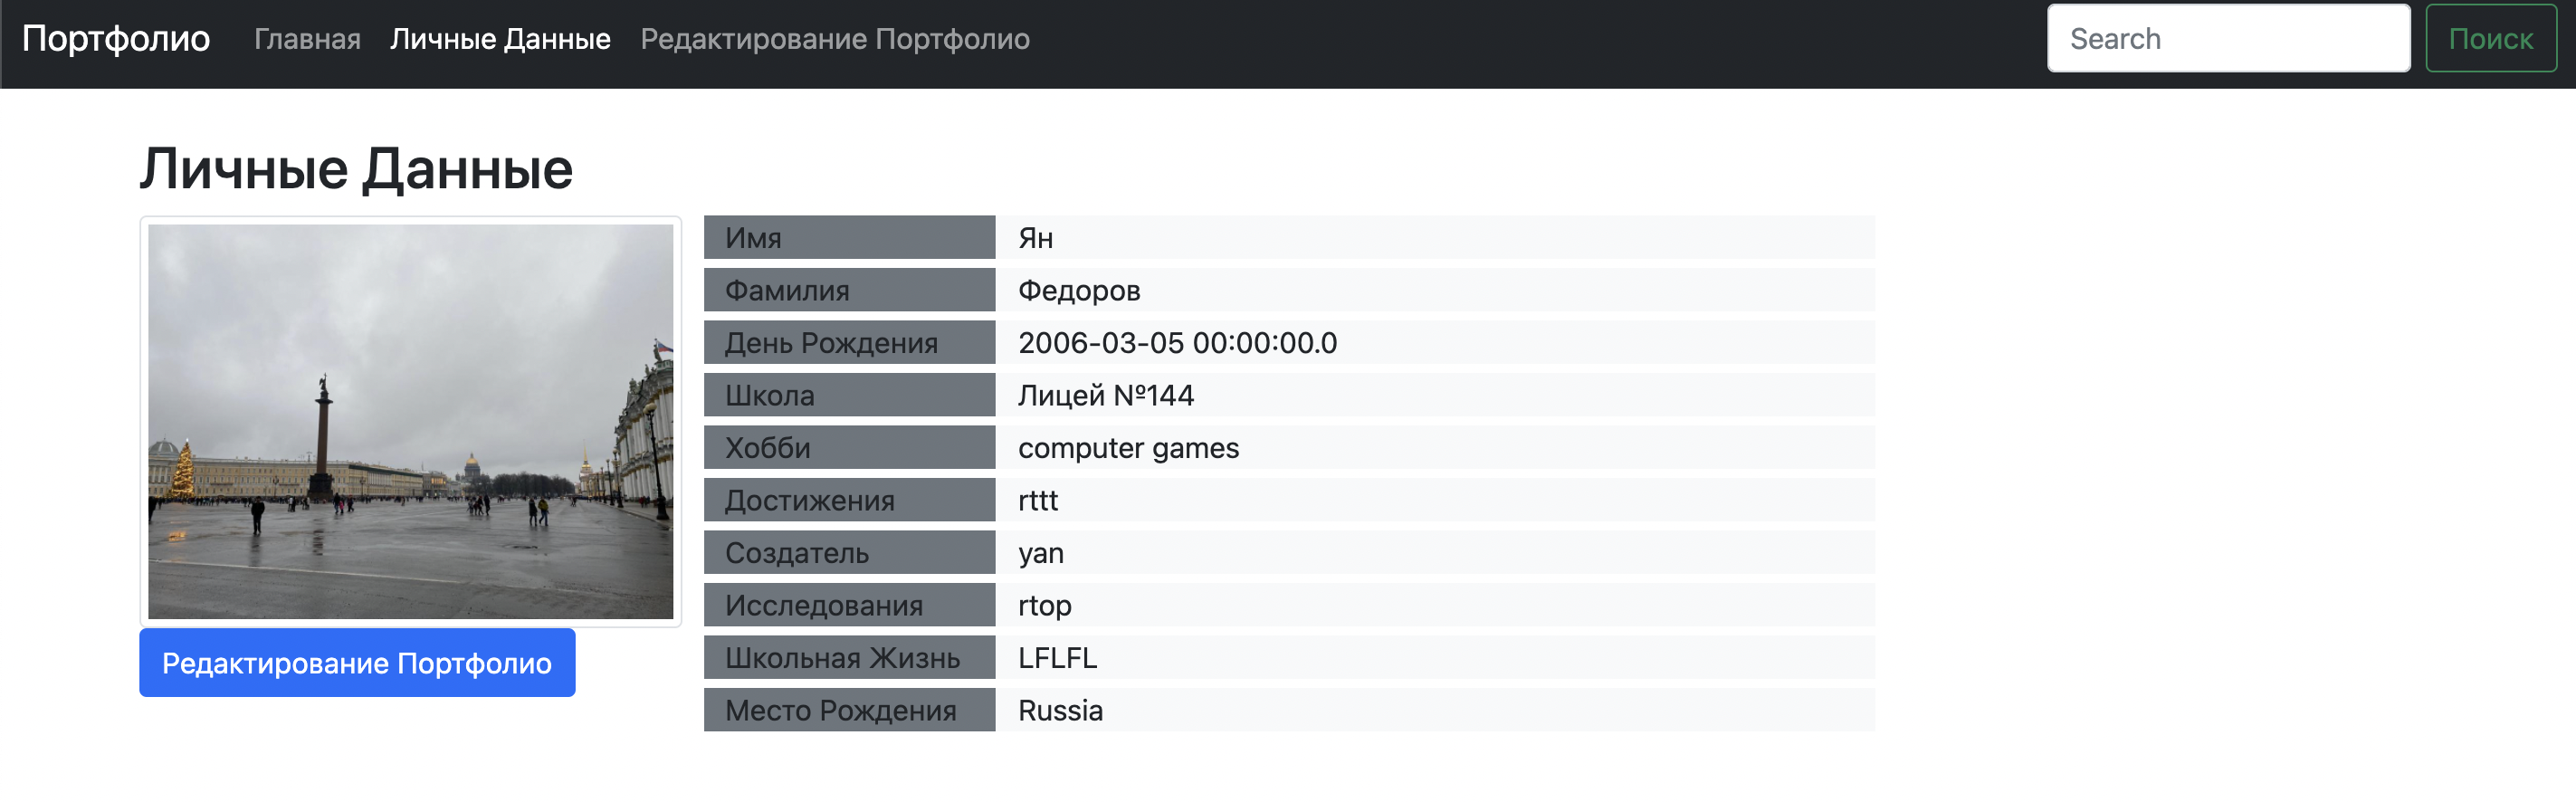 Портфолио Главная Личные Данные Редактирование Портфолио Search Поиск
Личные Данные
Имя Ян
Фамилия Федоров
День Рождения 2006-03-05 00:00:00.0
Школа Лицей №144
Хобби computer games
Достижения rttt
Создатель yan
Исследования rtop
Школьная Жизнь LFLFL
Место Рождения Russia
Редактирование Портфолио